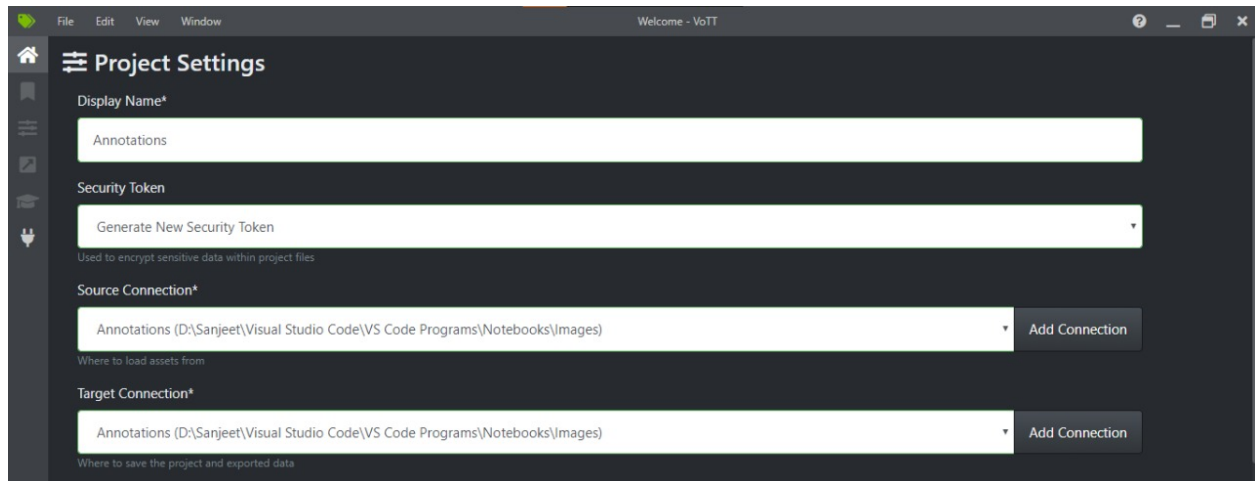 File Edit View Window Welcome - VoTT
Project Settings
Display Name*
Annotations
Security Token
Generate New Security Token
Used to encrypt sensitive data within project files
Source Connection*
Annotations (D:\Sanjeet\Visual Studio Code\VS Code Programs\Notebooks\Images) Add Connection
Where to load assets from
Target Connection*
Annotations (D:\Sanjeet\Visual Studio Code\VS Code Programs\Notebooks\Images) Add Connection
Where to save the project and exported data